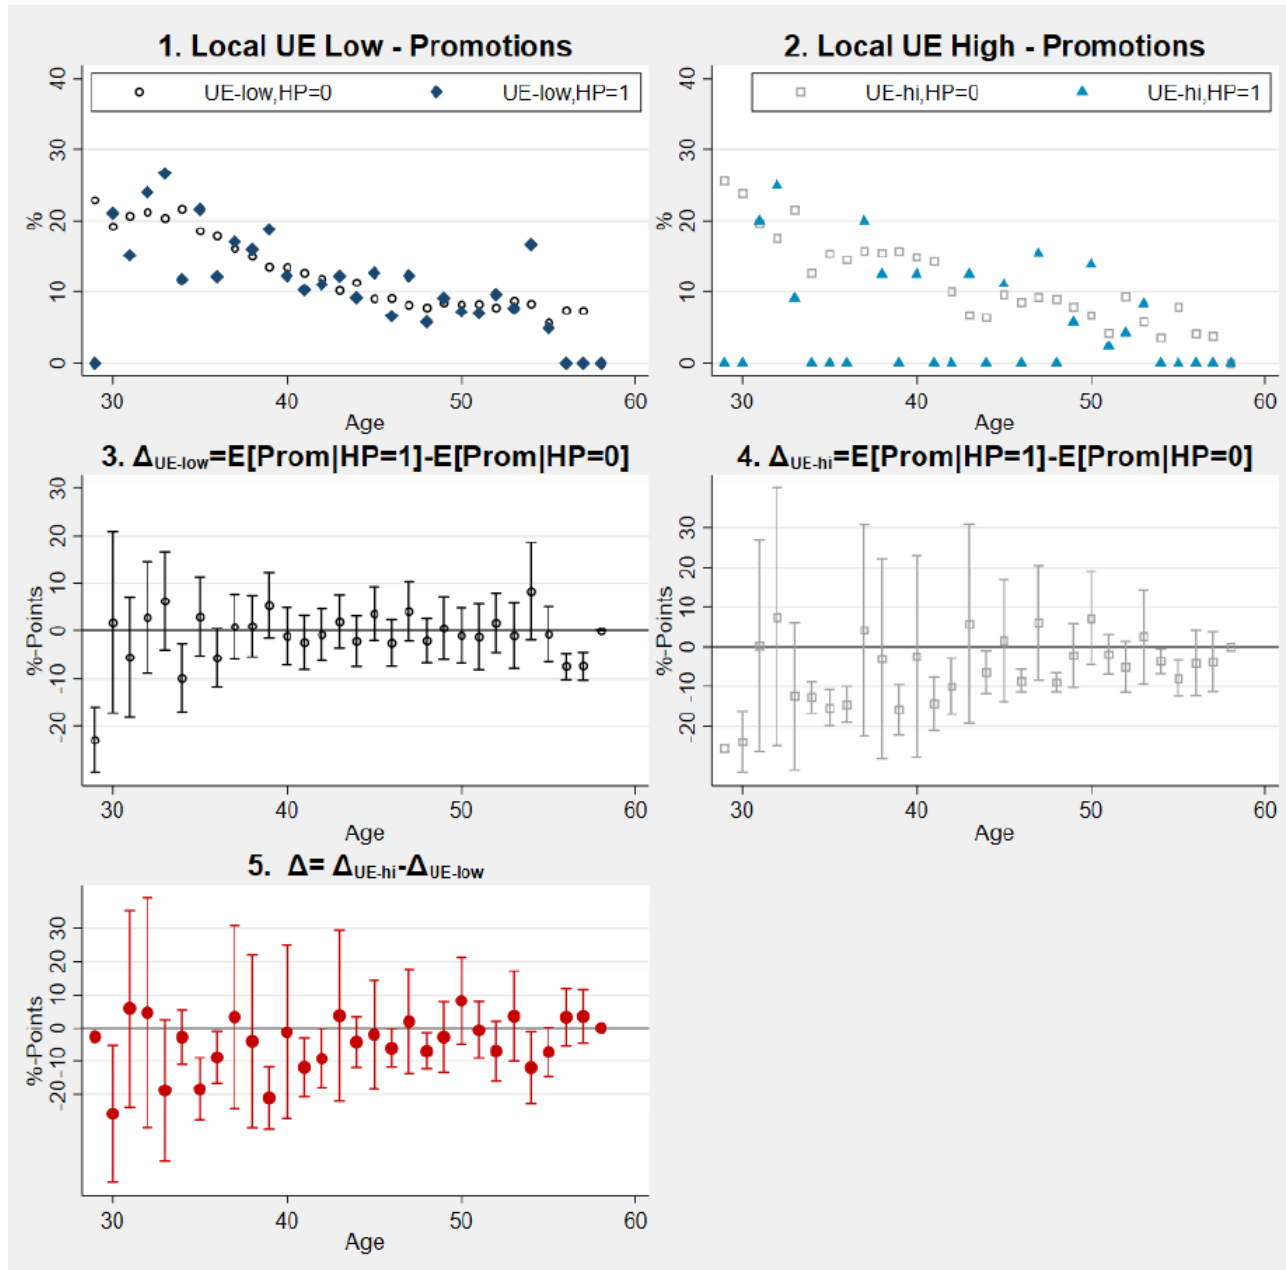 1. Local UE Low - Promotions
UE-low,HP=0 UE-low,HP=1
40
30
20
10
0
%
30 40 50 60
Age
2. Local UE High - Promotions
UE-hi,HP=0 UE-hi,HP=1
40
30
20
10
0
%
30 40 50 60
Age
3. ΔUE-low=E[Prom|HP=1]-E[Prom|HP=0]
30
20
10
0
-10
-20
%-Points
30 40 50 60
Age
4. ΔUE-hi=E[Prom|HP=1]-E[Prom|HP=0]
30
20
10
0
-10
-20
%-Points
30 40 50 60
Age
5. Δ= ΔUE-hi-ΔUE-low
30
20
10
0
-10
-20
%-Points
30 40 50 60
Age